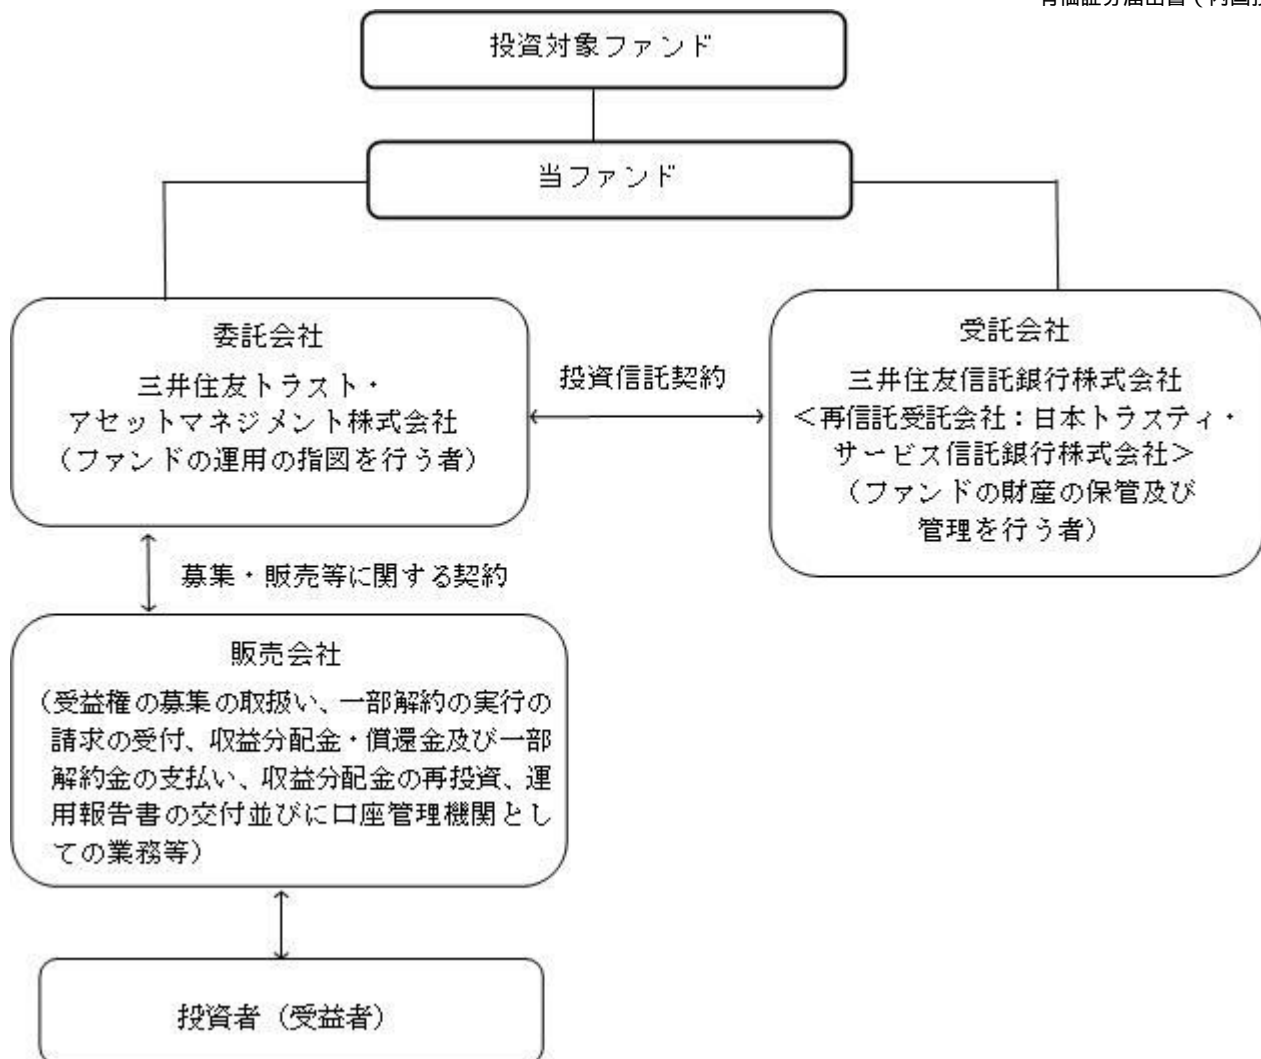 投資対象ファンド
当ファンド
委託会社
三井住友トラスト・
アセットマネジメント株式会社
（ファンドの運用の指図を行う者）
投資信託契約
受託会社
三井住友信託銀行株式会社
＜再信託受託会社：日本トラスティ・
サービス信託銀行株式会社＞
（ファンドの財産の保管及び
管理を行う者）
募集・販売等に関する契約
販売会社
（受益権の募集の取扱い、一部解約の実行の
請求の受付、収益分配金・償還金及び一部
解約金の支払い、収益分配金の再投資、運
用報告書の交付並びに口座管理機関とし
ての業務等）
投資者（受益者）